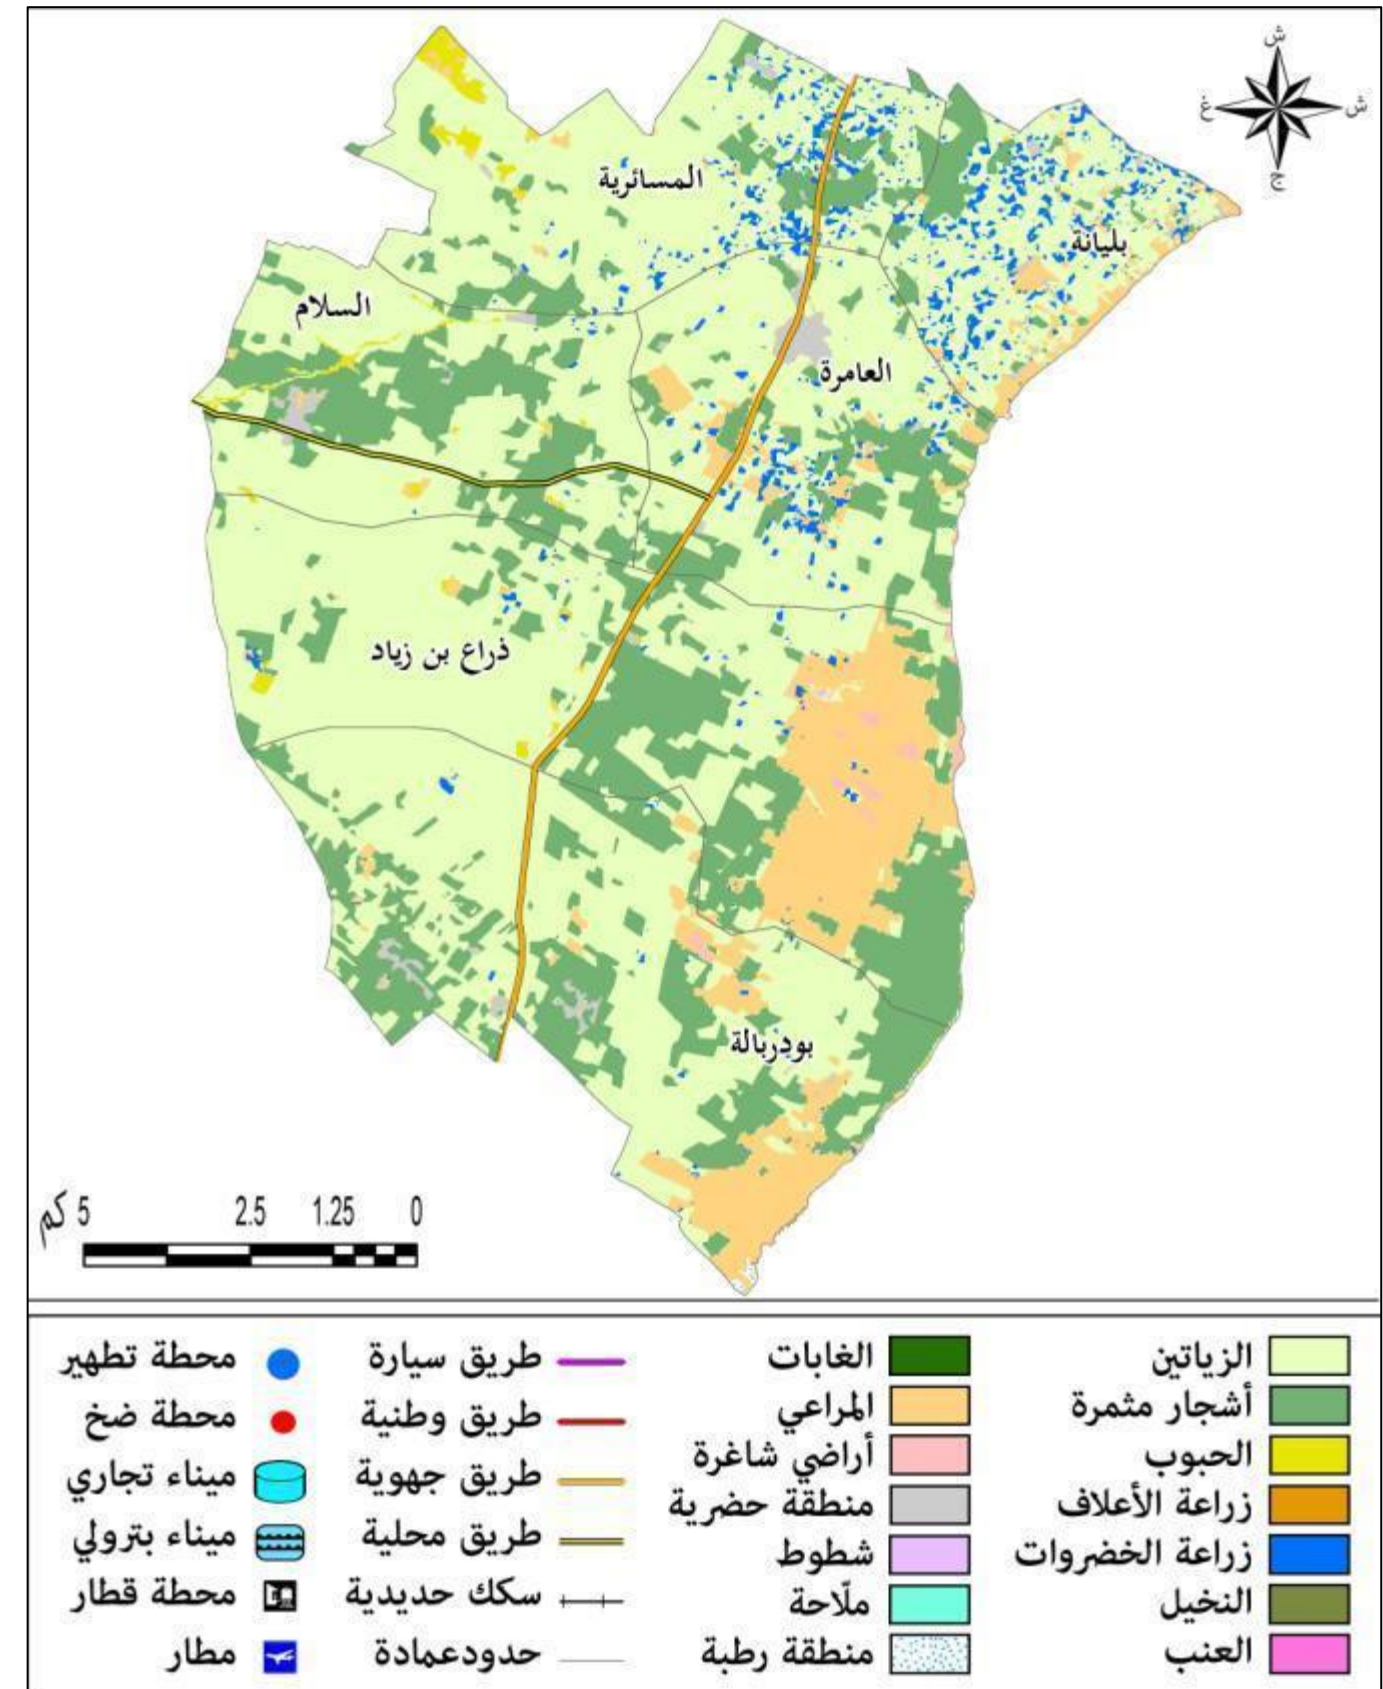 ش
غ
ش
ج
المسائرية
بليانة
السلام
العامرة
ذراع بن زياد
بودربالة
0 1.25 2.5 5 كم
الزياتين
أشجار مثمرة
الحبوب
زراعة الأعلاف
زراعة الخضروات
النخيل
العنب
الغابات
المراعي
أراضي شاغرة
منطقة حضرية
شطوط
ملّاحة
منطقة رطبة
طريق سيارة
طريق وطنية
طريق جهوية
طريق محلية
سكك حديدية
حدودعمادة
محطة تطهير
محطة ضخ
ميناء تجاري
ميناء بترولي
محطة قطار
مطار